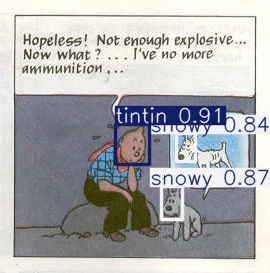 Hopeless! Not enough explosive...
Now what? ... I've no more
ammunition...
tintin 0.91
snowy 0.84
snowy 0.87